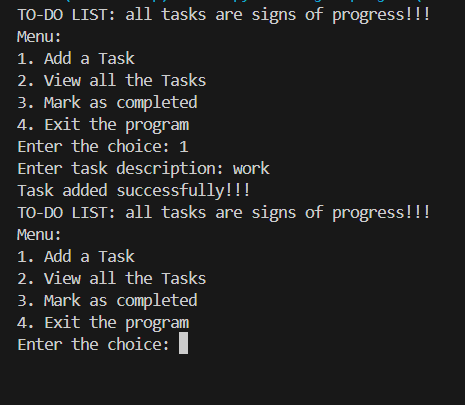 TO-DO LIST: all tasks are signs of progress!!!
Menu:
1. Add a Task
2. View all the Tasks
3. Mark as completed
4. Exit the program
Enter the choice: 1
Enter task description: work
Task added successfully!!!
TO-DO LIST: all tasks are signs of progress!!!
Menu:
1. Add a Task
2. View all the Tasks
3. Mark as completed
4. Exit the program
Enter the choice: